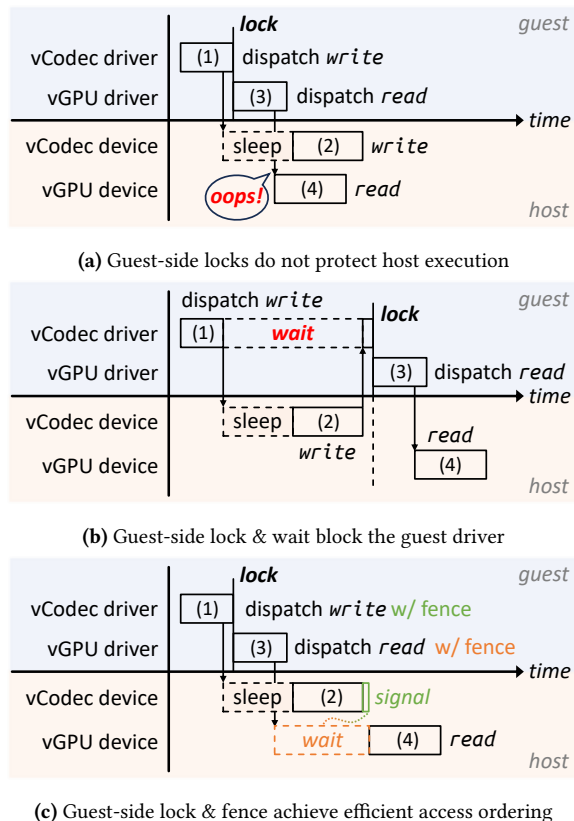 lock
guest
vCodec driver (1) dispatch write
vGPU driver (3) dispatch read
time
vCodec device sleep (2) write
vGPU device oops! (4) read
host
(a) Guest-side locks do not protect host execution
guest
dispatch write
lock
vCodec driver (1) wait
vGPU driver (3) dispatch read
time
vCodec device sleep (2)
write read
vGPU device (4)
host
(b) Guest-side lock & wait block the guest driver
lock
guest
vCodec driver (1) dispatch write w/ fence
vGPU driver (3) dispatch read w/ fence
time
vCodec device sleep (2) signal
vGPU device wait (4) read
host
(c) Guest-side lock & fence achieve efficient access ordering